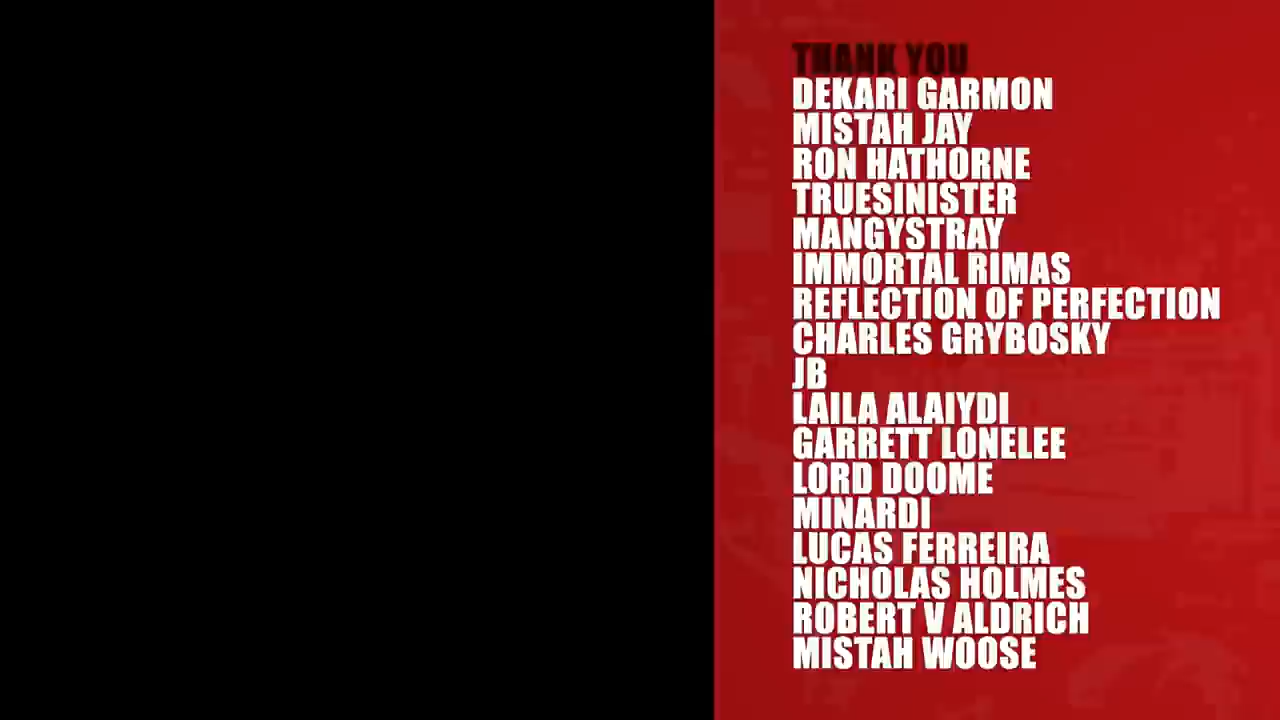 THANK YOU
DEKARI GARMON
MISTAH JAY
RON HATHORNE
TRUESINISTER
MANGYSTRAY
IMMORTAL RIMAS
REFLECTION OF PERFECTION
CHARLES GRYBOSKY
JB
LAILA ALAIYDI
GARRETT LONELEE
LORD DOOME
MINARDI
LUCAS FERREIRA
NICHOLAS HOLMES
ROBERT V ALDRICH
MISTAH WOOSE